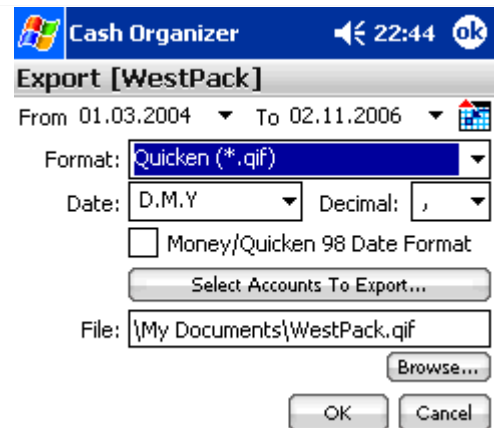 Cash Organizer 22:44 ok
Export [WestPack]
From 01.03.2004 To 02.11.2006
Format: Quicken (*.qif)
Date: D.M.Y Decimal: ,
Money/Quicken 98 Date Format
Select Accounts To Export...
File: \My Documents\WestPack.qif
Browse...
OK Cancel